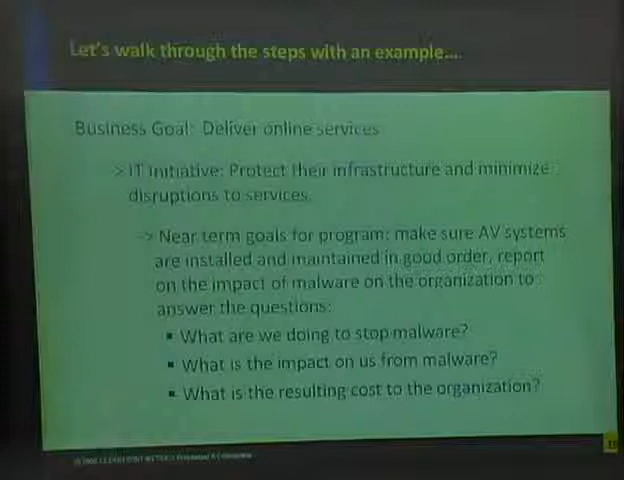 Let's walk through the steps with an example....
Business Goal: Deliver online services
> IT Initiative: Protect their infrastructure and minimize
disruptions to services.
> Near term goals for program: make sure AV systems
are installed and maintained in good order, report
on the impact of malware on the organization to
answer the questions:
▪ What are we doing to stop malware?
▪ What is the impact on us from malware?
▪ What is the resulting cost to the organization?